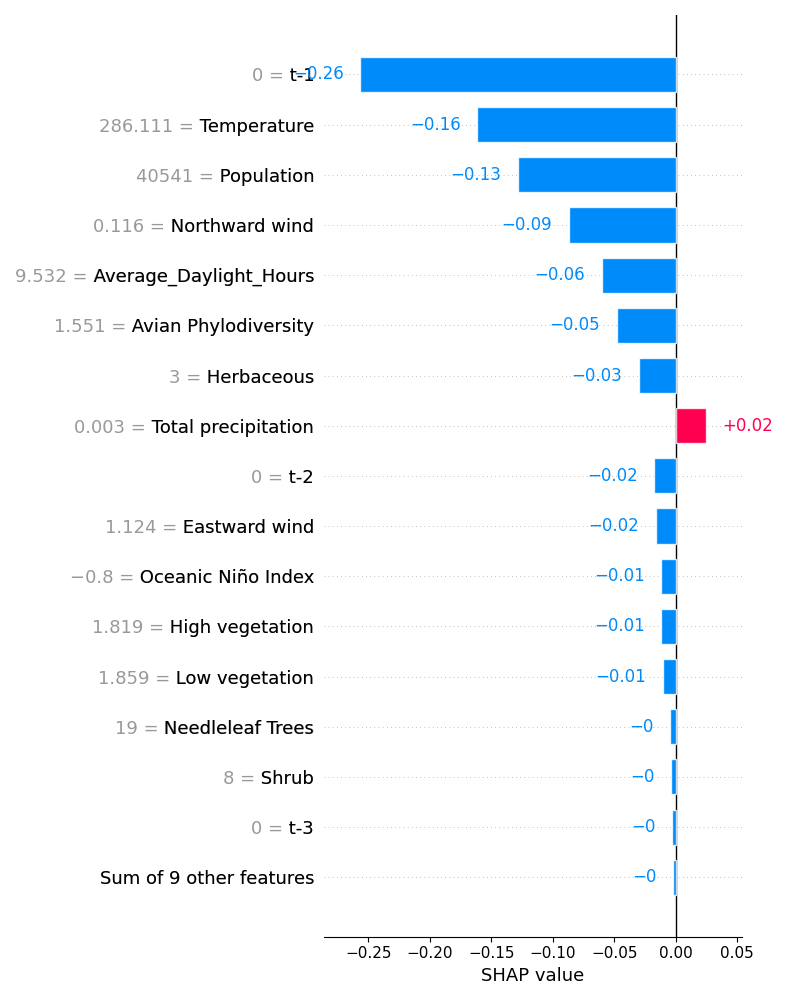 0 = t-1 −0.26
286.111 = Temperature −0.16
40541 = Population −0.13
0.116 = Northward wind −0.09
9.532 = Average_Daylight_Hours −0.06
1.551 = Avian Phylodiversity −0.05
3 = Herbaceous −0.03
0.003 = Total precipitation +0.02
0 = t-2 −0.02
1.124 = Eastward wind −0.02
−0.8 = Oceanic Niño Index −0.01
1.819 = High vegetation −0.01
1.859 = Low vegetation −0.01
19 = Needleleaf Trees −0
8 = Shrub −0
0 = t-3 −0
Sum of 9 other features −0
−0.25 −0.20 −0.15 −0.10 −0.05 0.00 0.05
SHAP value